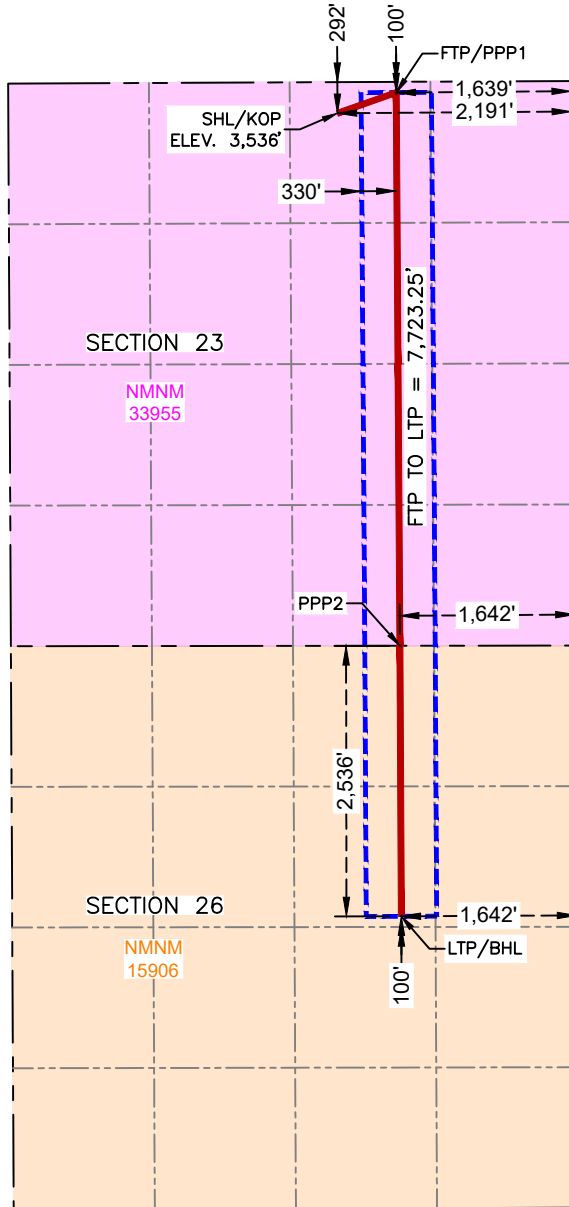 292'
100'
FTP/PPP1
1,639'
2,191'
SHL/KOP
ELEV. 3,536'
330'
FTP TO LTP = 7,723.25'
SECTION 23
NMNM
33955
PPP2
1,642'
2,536'
SECTION 26
1,642'
LTP/BHL
NMNM
15906
100'